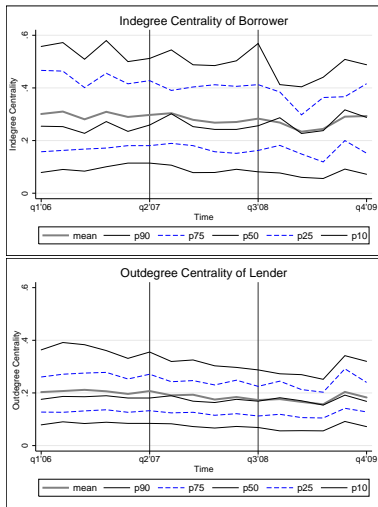 Indegree Centrality of Borrower
Indegree Centrality
.6
.4
.2
0
q1'06
q2'07
q3'08
q4'09
Time
mean
p90
p75
p50
p25
p10
Outdegree Centrality of Lender
Outdegree Centrality
.6
.4
.2
0
q1'06
q2'07
q3'08
q4'09
Time
mean
p90
p75
p50
p25
p10